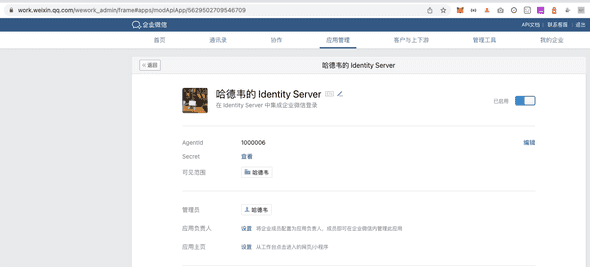 work.weixin.qq.com/wework_admin/frame#apps/modApiApp/5629502709546709
企业微信
API文档 | 联系客服 | 退出
首页 通讯录 协作 应用管理 客户与上下游 管理工具 我的企业
« 返回 哈德韦的 Identity Server
哈德韦的 Identity Server
在 Identity Server 中集成企业微信登录
已启用
AgentId 1000006 编辑
Secret 查看
可见范围 哈德韦
管理员 哈德韦
应用负责人 设置 将企业成员配置为应用负责人，成员即可在企业微信内管理此应用
应用主页 设置 从工作台点击进入的网页/小程序